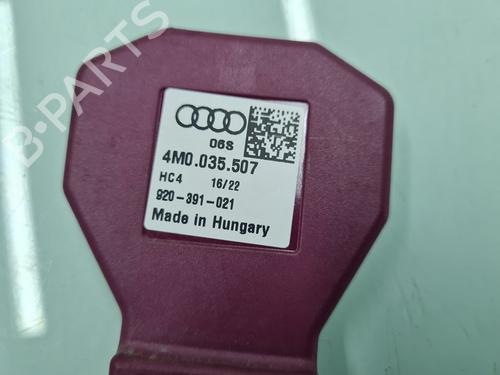 B-PARTS
06S
4M0.035.507
HC4 16/22
920-391-021
Made in Hungary